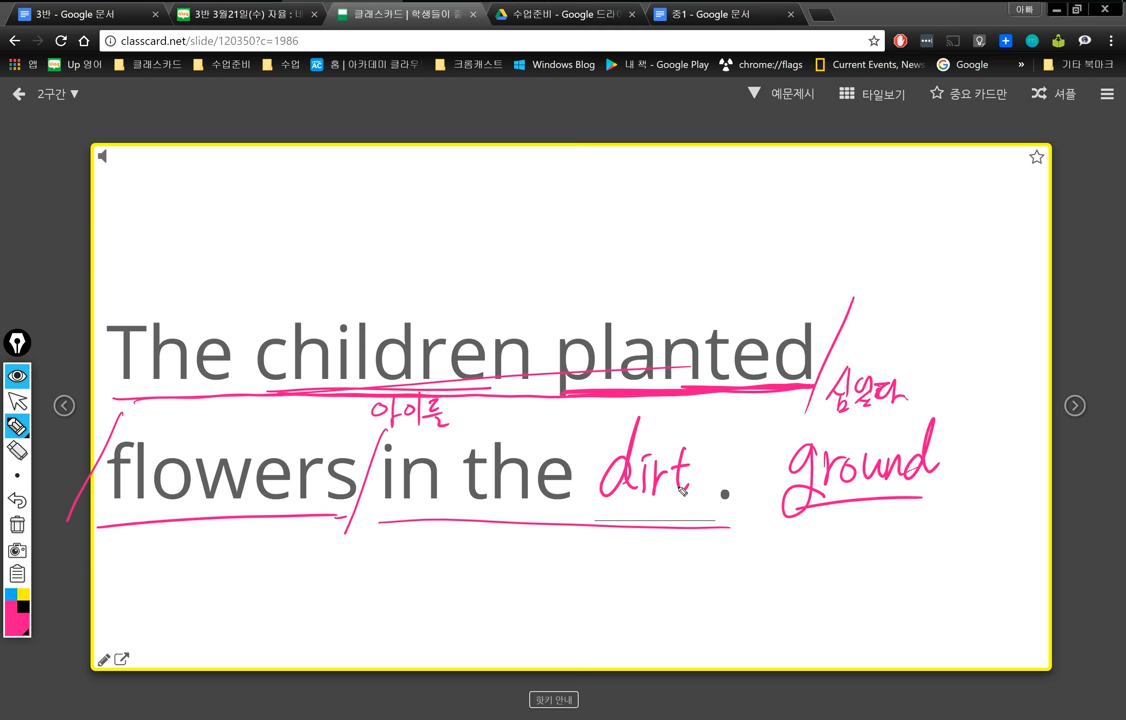 3반 - Google 문서
3반 3월21일(수) 자율 : 네
클래스카드 | 학생들이 좋
수업준비 - Google 드라이
중1 - Google 문서
아빠
classcard.net/slide/120350?c=1986
앱
Up 영어
클래스카드
수업준비
수업
홈 | 아카데미 클라우
크롬캐스트
Windows Blog
내 책 - Google Play
chrome://flags
Current Events, News
Google
»
기타 북마크
2구간 ▼
예문제시
타일보기
중요 카드만
셔플
The children planted
심었다
아이들
flowers in the dirt . ground
핫키 안내